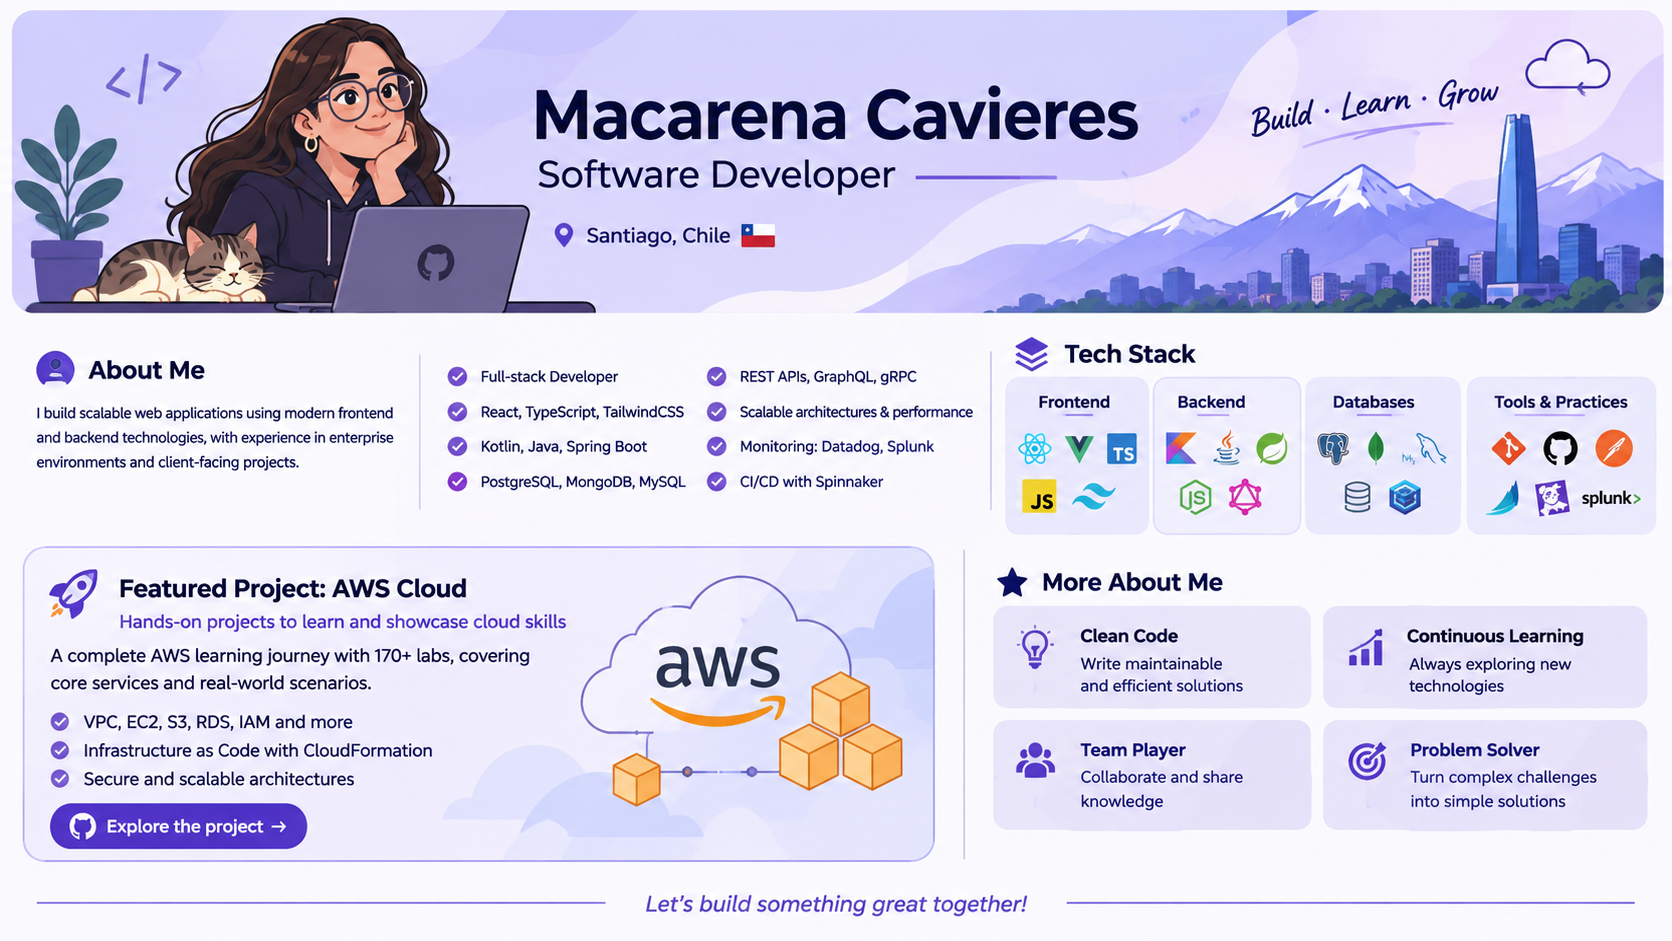 </>
Build · Learn · Grow
Macarena Cavieres
Software Developer
Santiago, Chile
About Me
I build scalable web applications using modern frontend
and backend technologies, with experience in enterprise
environments and client-facing projects.
Full-stack Developer
React, TypeScript, TailwindCSS
Kotlin, Java, Spring Boot
PostgreSQL, MongoDB, MySQL
REST APIs, GraphQL, gRPC
Scalable architectures & performance
Monitoring: Datadog, Splunk
CI/CD with Spinnaker
Tech Stack
Frontend
TS
JS
Backend
JS
Databases
Tools & Practices
splunk>
Featured Project: AWS Cloud
Hands-on projects to learn and showcase cloud skills
A complete AWS learning journey with 170+ labs, covering
core services and real-world scenarios.
VPC, EC2, S3, RDS, IAM and more
Infrastructure as Code with CloudFormation
Secure and scalable architectures
Explore the project →
aws
More About Me
Clean Code
Write maintainable
and efficient solutions
Continuous Learning
Always exploring new
technologies
Team Player
Collaborate and share
knowledge
Problem Solver
Turn complex challenges
into simple solutions
Let's build something great together!